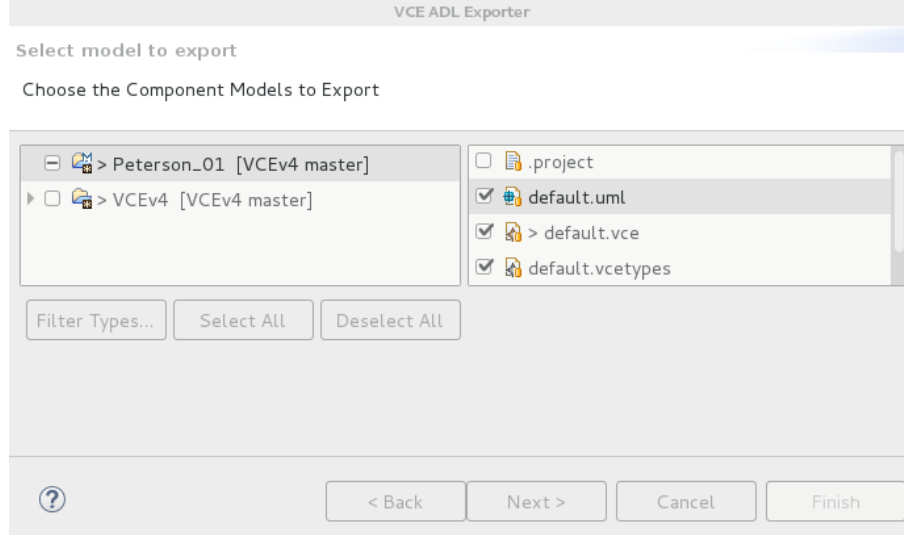 VCE ADL Exporter
Select model to export
Choose the Component Models to Export
> Peterson_01 [VCEv4 master]
> VCEv4 [VCEv4 master]
.project
default.uml
> default.vce
default.vcetypes
Filter Types...
Select All
Deselect All
?
< Back
Next >
Cancel
Finish